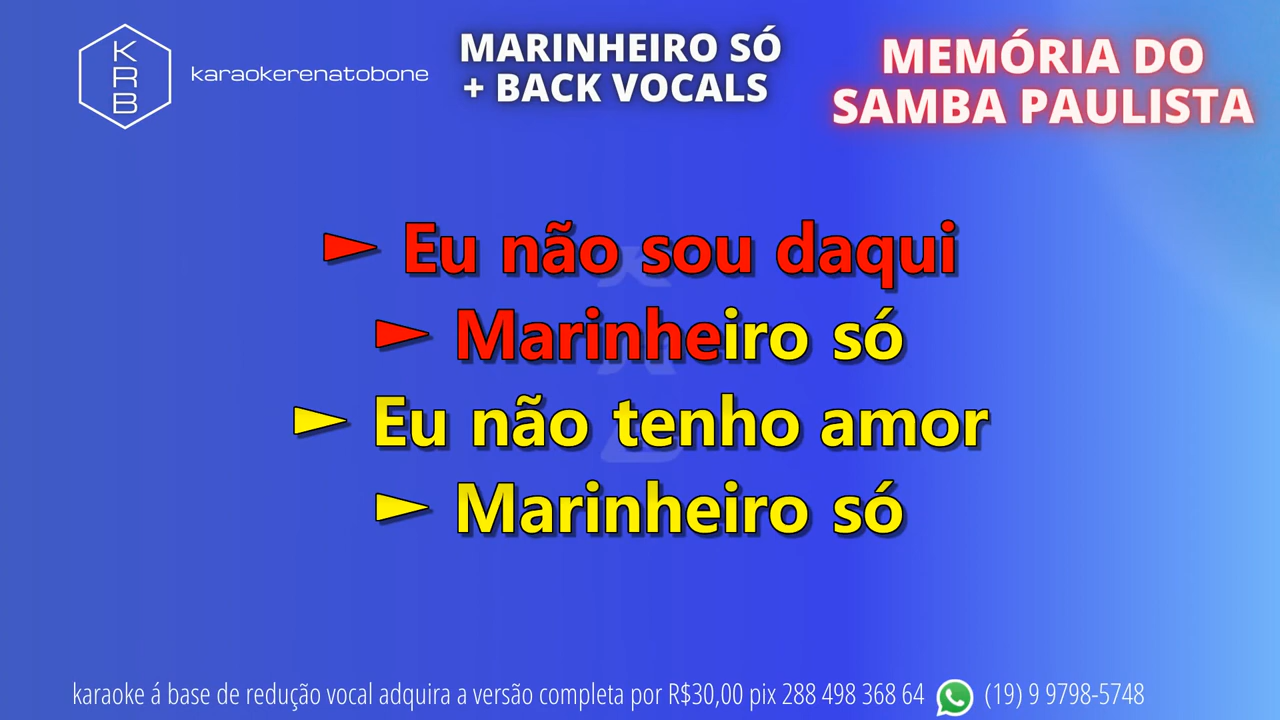 KRB
karaokerenatobone
MARINHEIRO SÓ
+ BACK VOCALS
MEMÓRIA DO
SAMBA PAULISTA
► Eu não sou daqui
► Marinheiro só
► Eu não tenho amor
► Marinheiro só
karaoke á base de redução vocal adquira a versão completa por R$30,00 pix 288 498 368 64 (19) 9 9798-5748